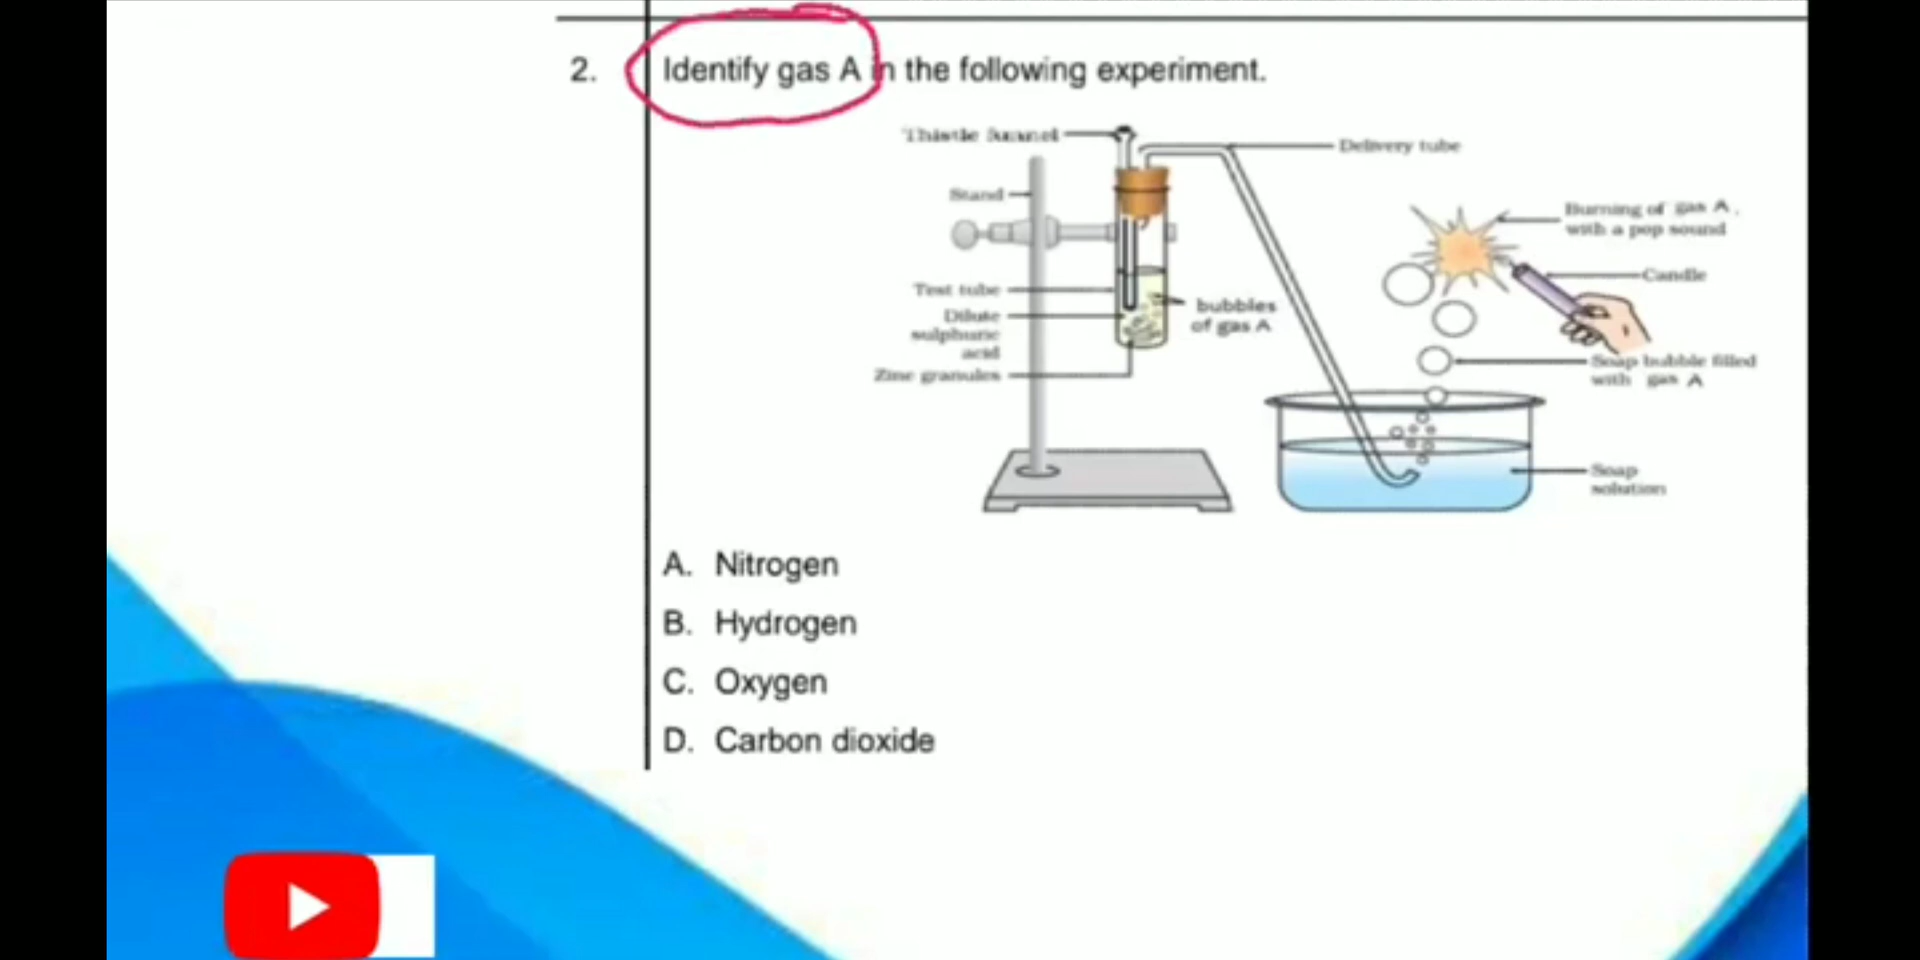 2. Identify gas A in the following experiment.
Thistle funnel
Delivery tube
Stand
Burning of gas A,
with a pop sound
Candle
Test tube
Dilute
sulphuric
acid
bubbles
of gas A
Zinc granules
Soap bubble filled
with gas A
Soap
solution
A. Nitrogen
B. Hydrogen
C. Oxygen
D. Carbon dioxide